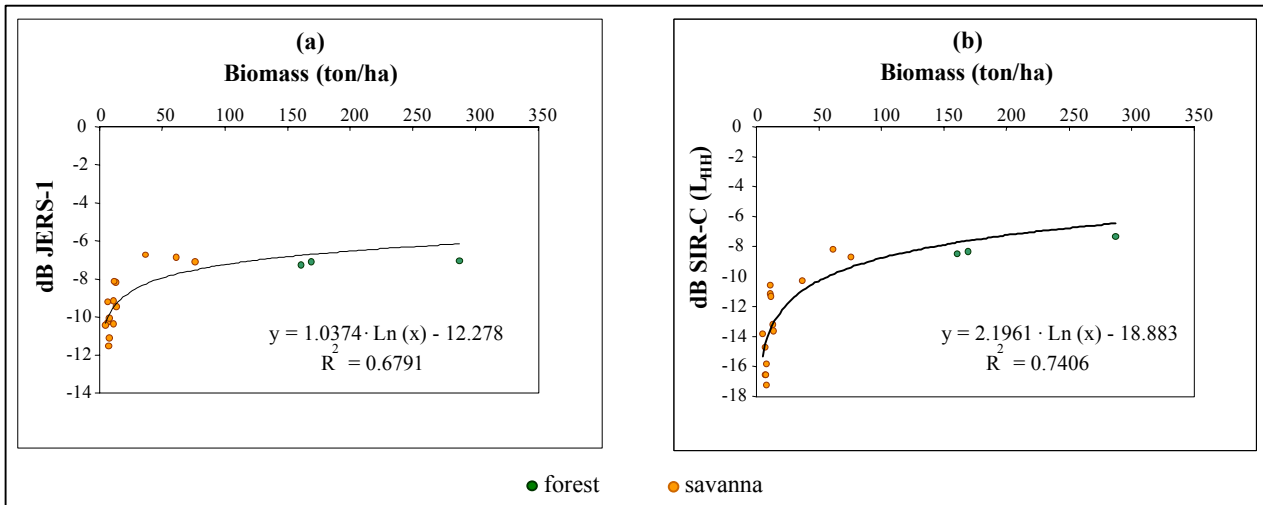 (a)
Biomass (ton/ha)
0 50 100 150 200 250 300 350
0
-2
-4
-6
-8
-10
-12
-14
dB JERS-1
y = 1.0374· Ln (x) - 12.278
R² = 0.6791
(b)
Biomass (ton/ha)
0 50 100 150 200 250 300 350
0
-2
-4
-6
-8
-10
-12
-14
-16
-18
dB SIR-C (L_HH)
y = 2.1961 · Ln (x) - 18.883
R² = 0.7406
forest savanna